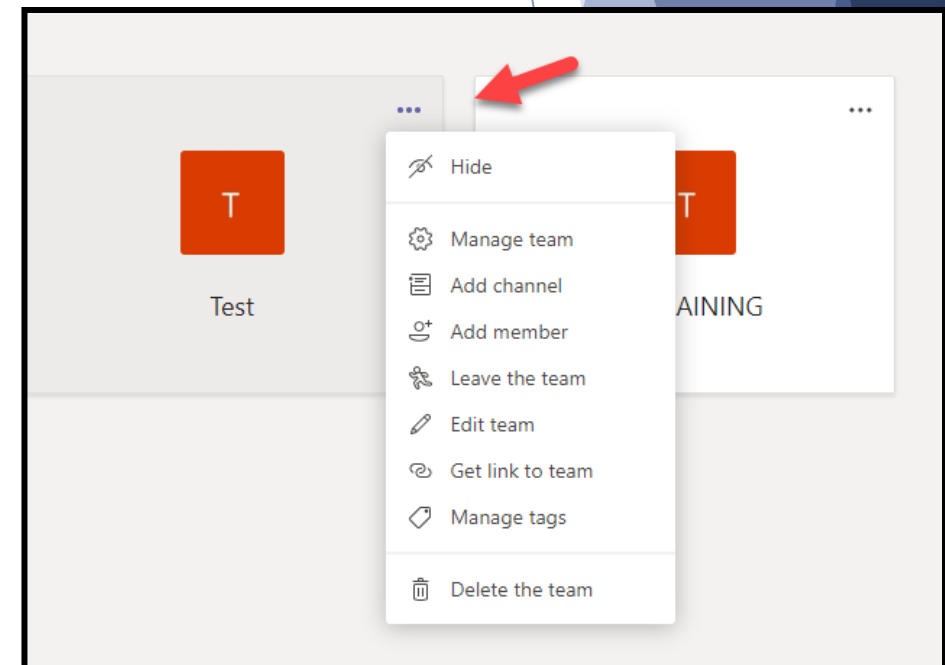 T
Test
T
AINING
Hide
Manage team
Add channel
Add member
Leave the team
Edit team
Get link to team
Manage tags
Delete the team